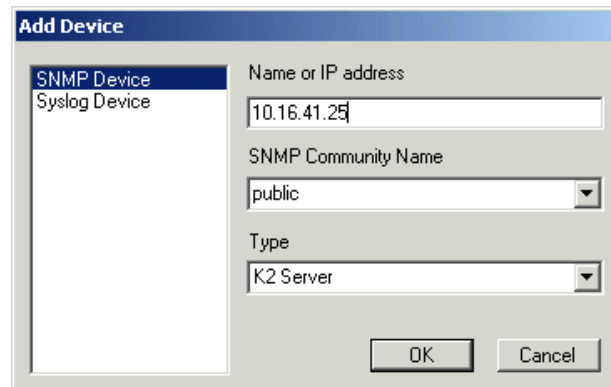 Add Device
SNMP Device
Syslog Device
Name or IP address
10.16.41.25
SNMP Community Name
public
Type
K2 Server
OK
Cancel